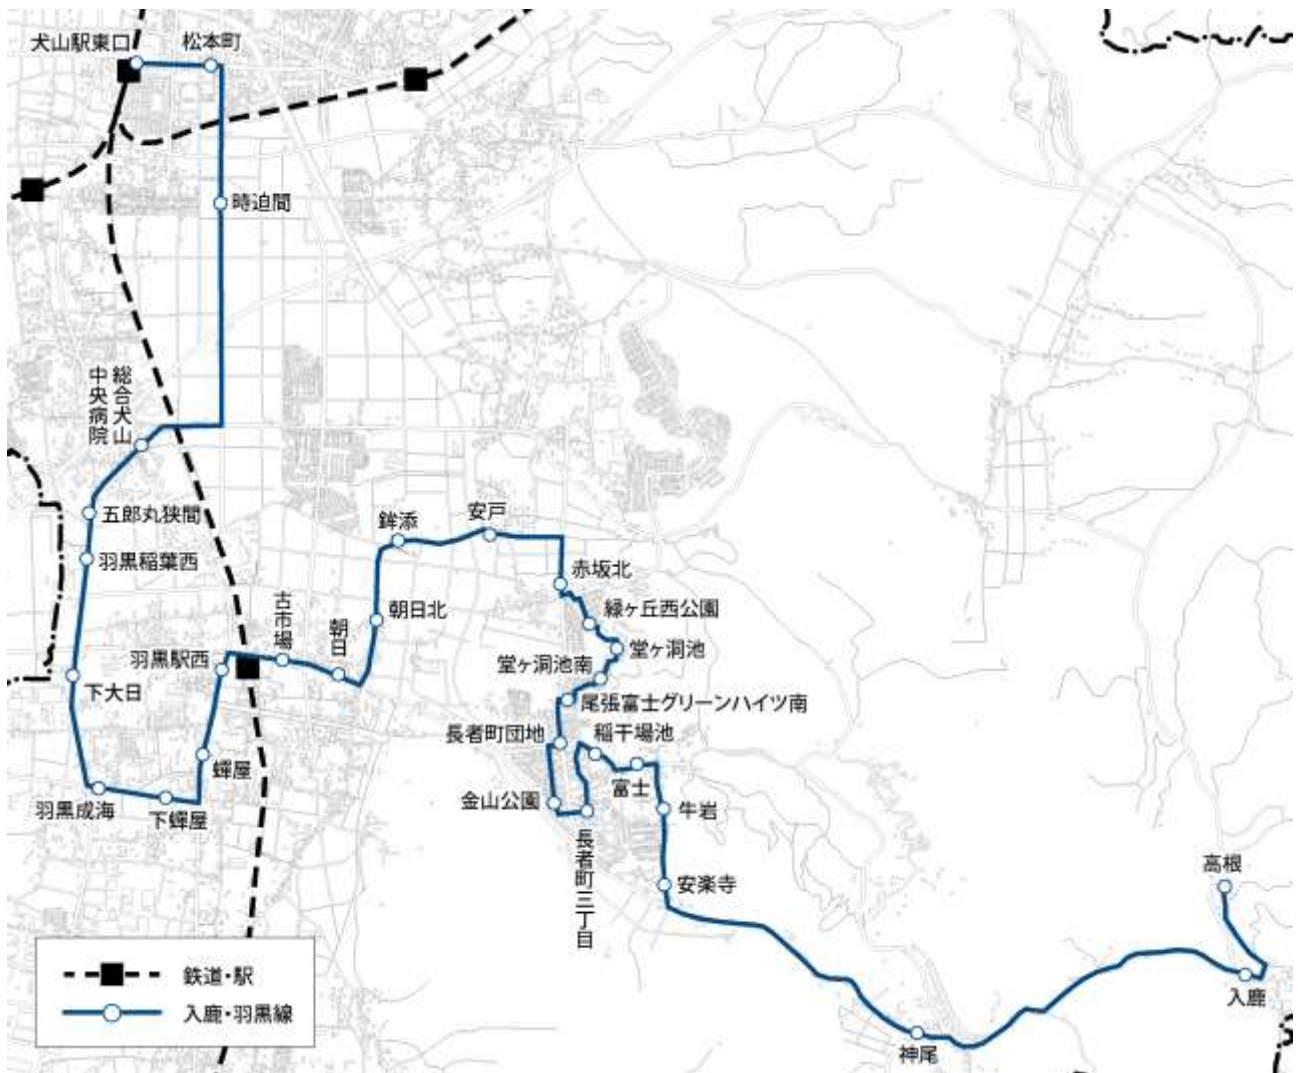 犬山駅東口
松本町
時迫間
総合犬山
中央病院
五郎丸狭間
羽黒稲葉西
下大日
羽黒成海
下蟬屋
蟬屋
羽黒駅西
古市場
朝日
朝日北
鉾添
安戸
赤坂北
緑ヶ丘西公園
堂ヶ洞池
堂ヶ洞池南
尾張富士グリーンハイツ南
長者町団地
金山公園
長者町三丁目
稲干場池
富士
牛岩
安楽寺
神尾
入鹿
高根
鉄道・駅
入鹿・羽黒線